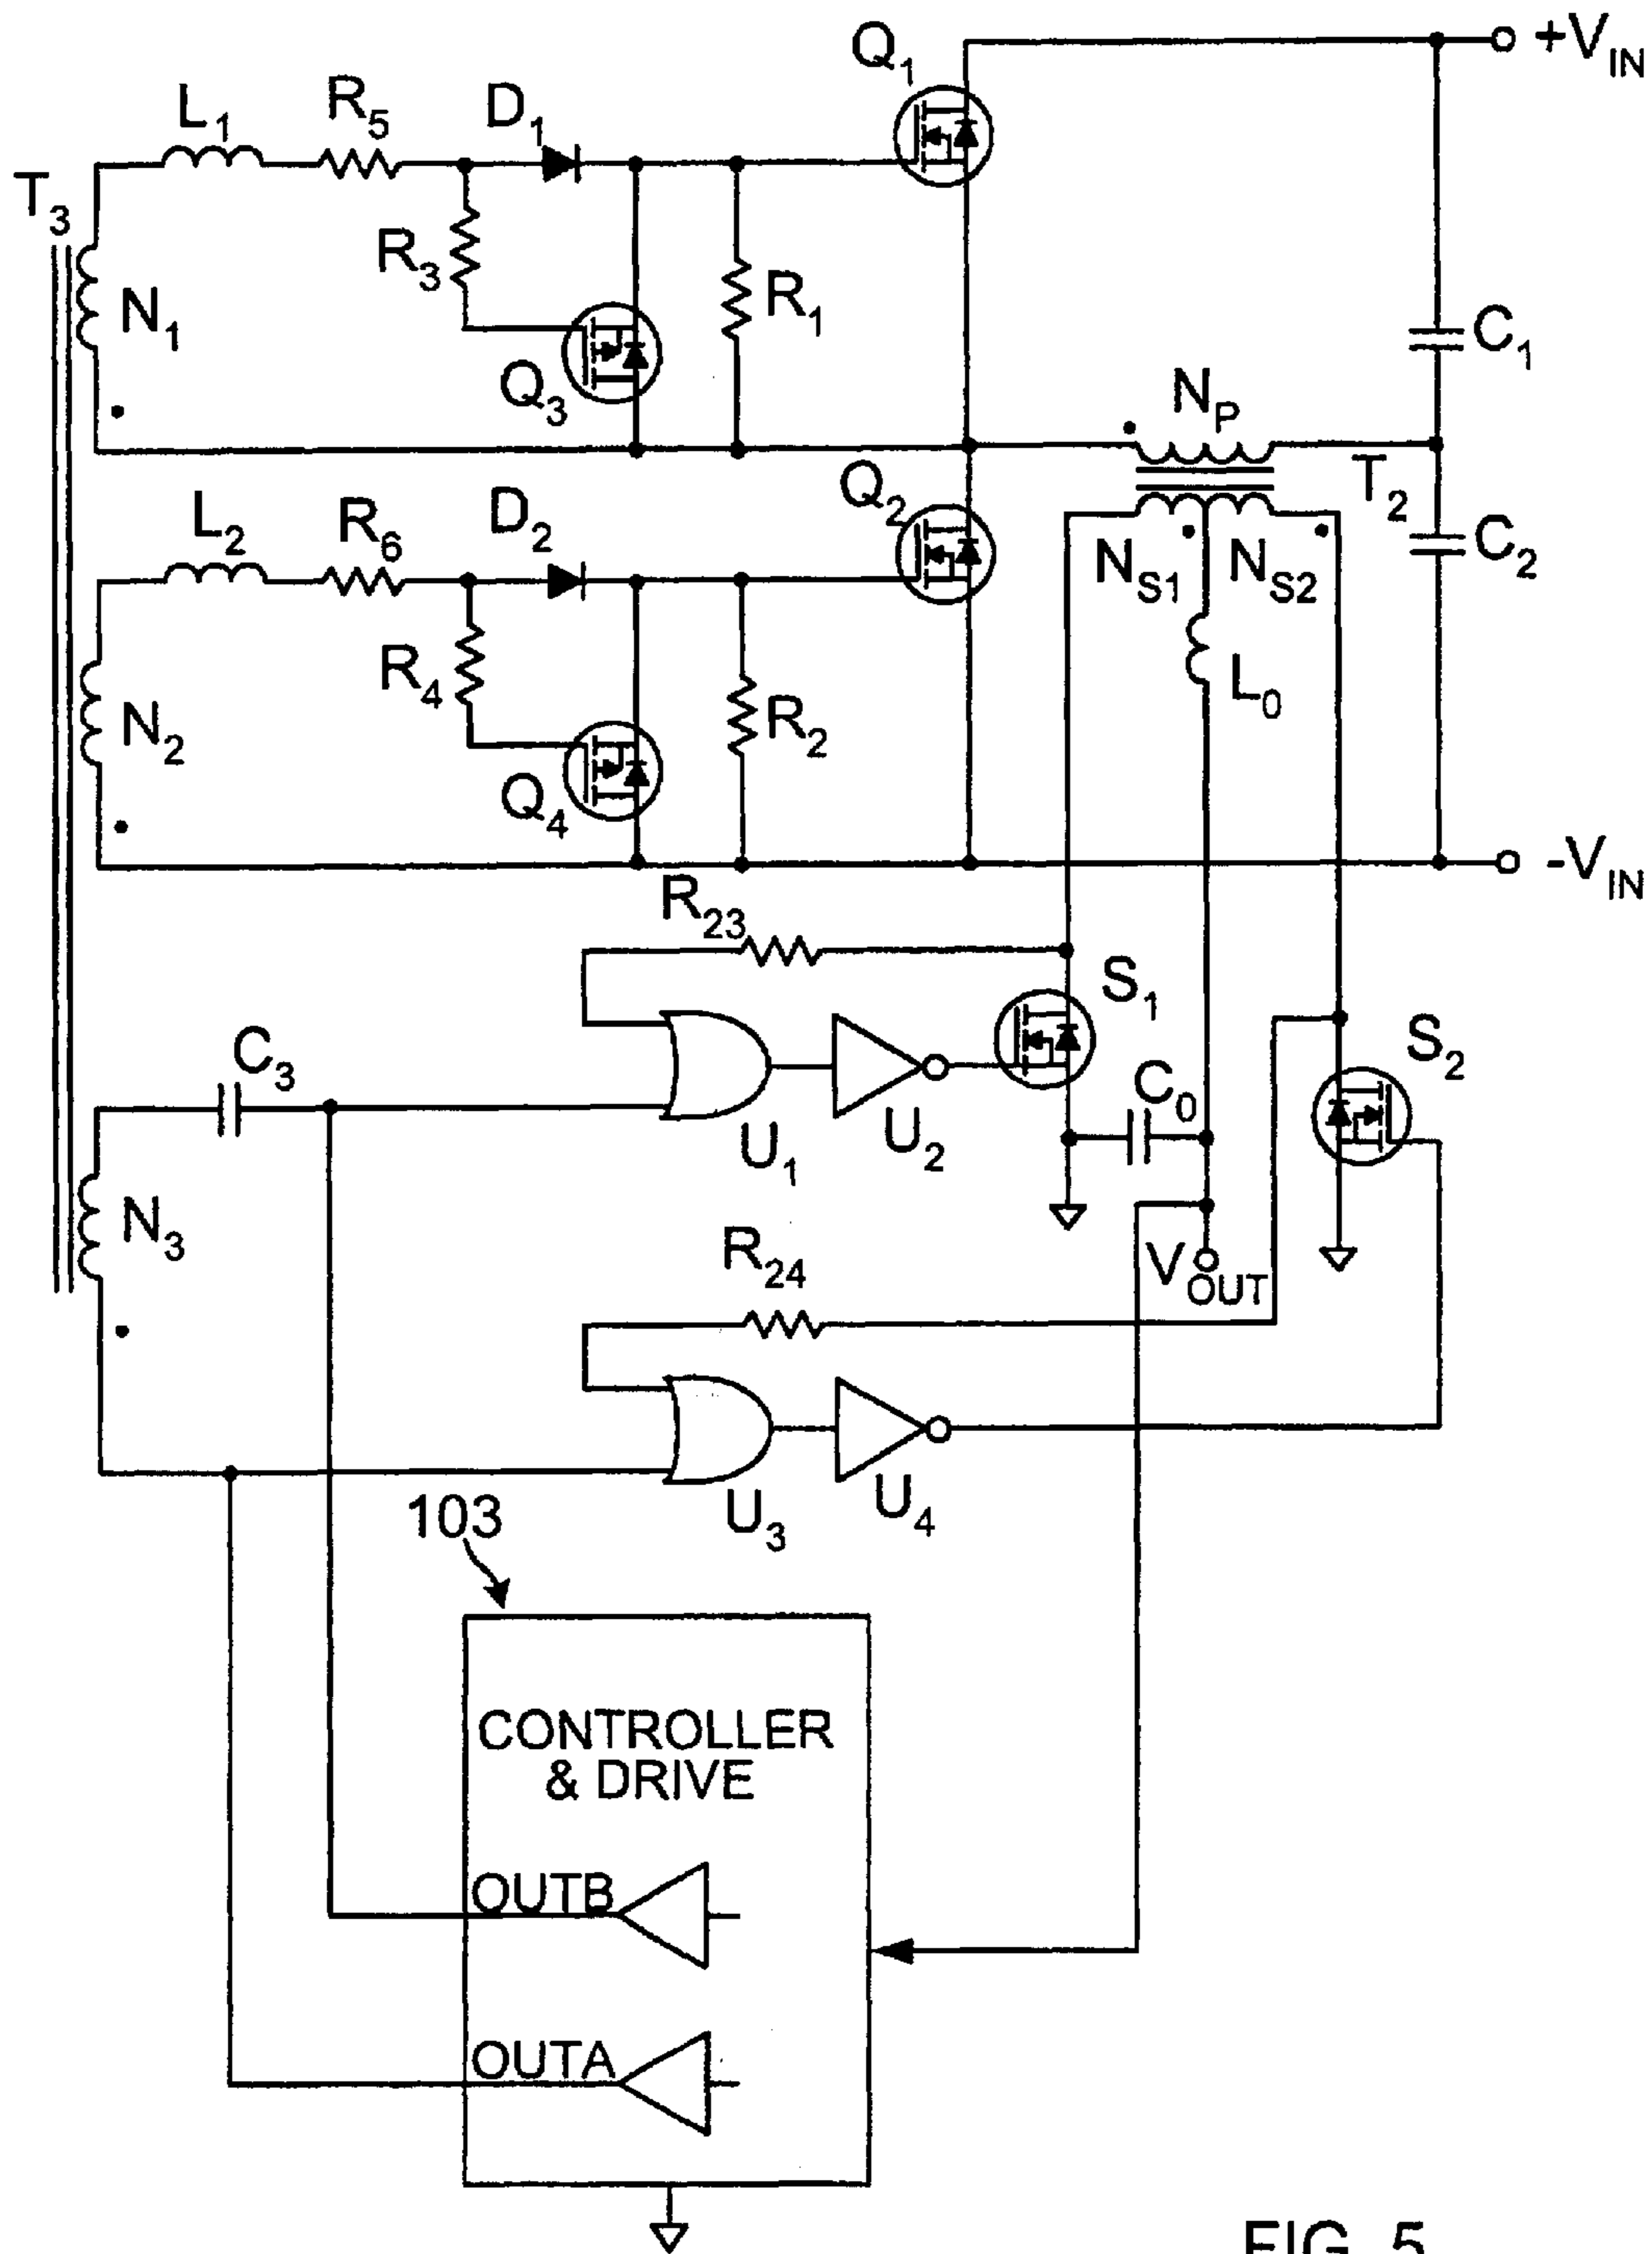 Q1
+VIN
L1
R5
D1
T3
R3
N1
R1
C1
Q3
NP
L2
R6
D2
Q2
T2
C2
NS1
NS2
R4
N2
R2
L0
Q4
-VIN
R23
S1
C3
S2
C0
U1
U2
N3
R24
VOUT
103
U3
U4
CONTROLLER
& DRIVE
OUTB
OUTA
FIG. 5